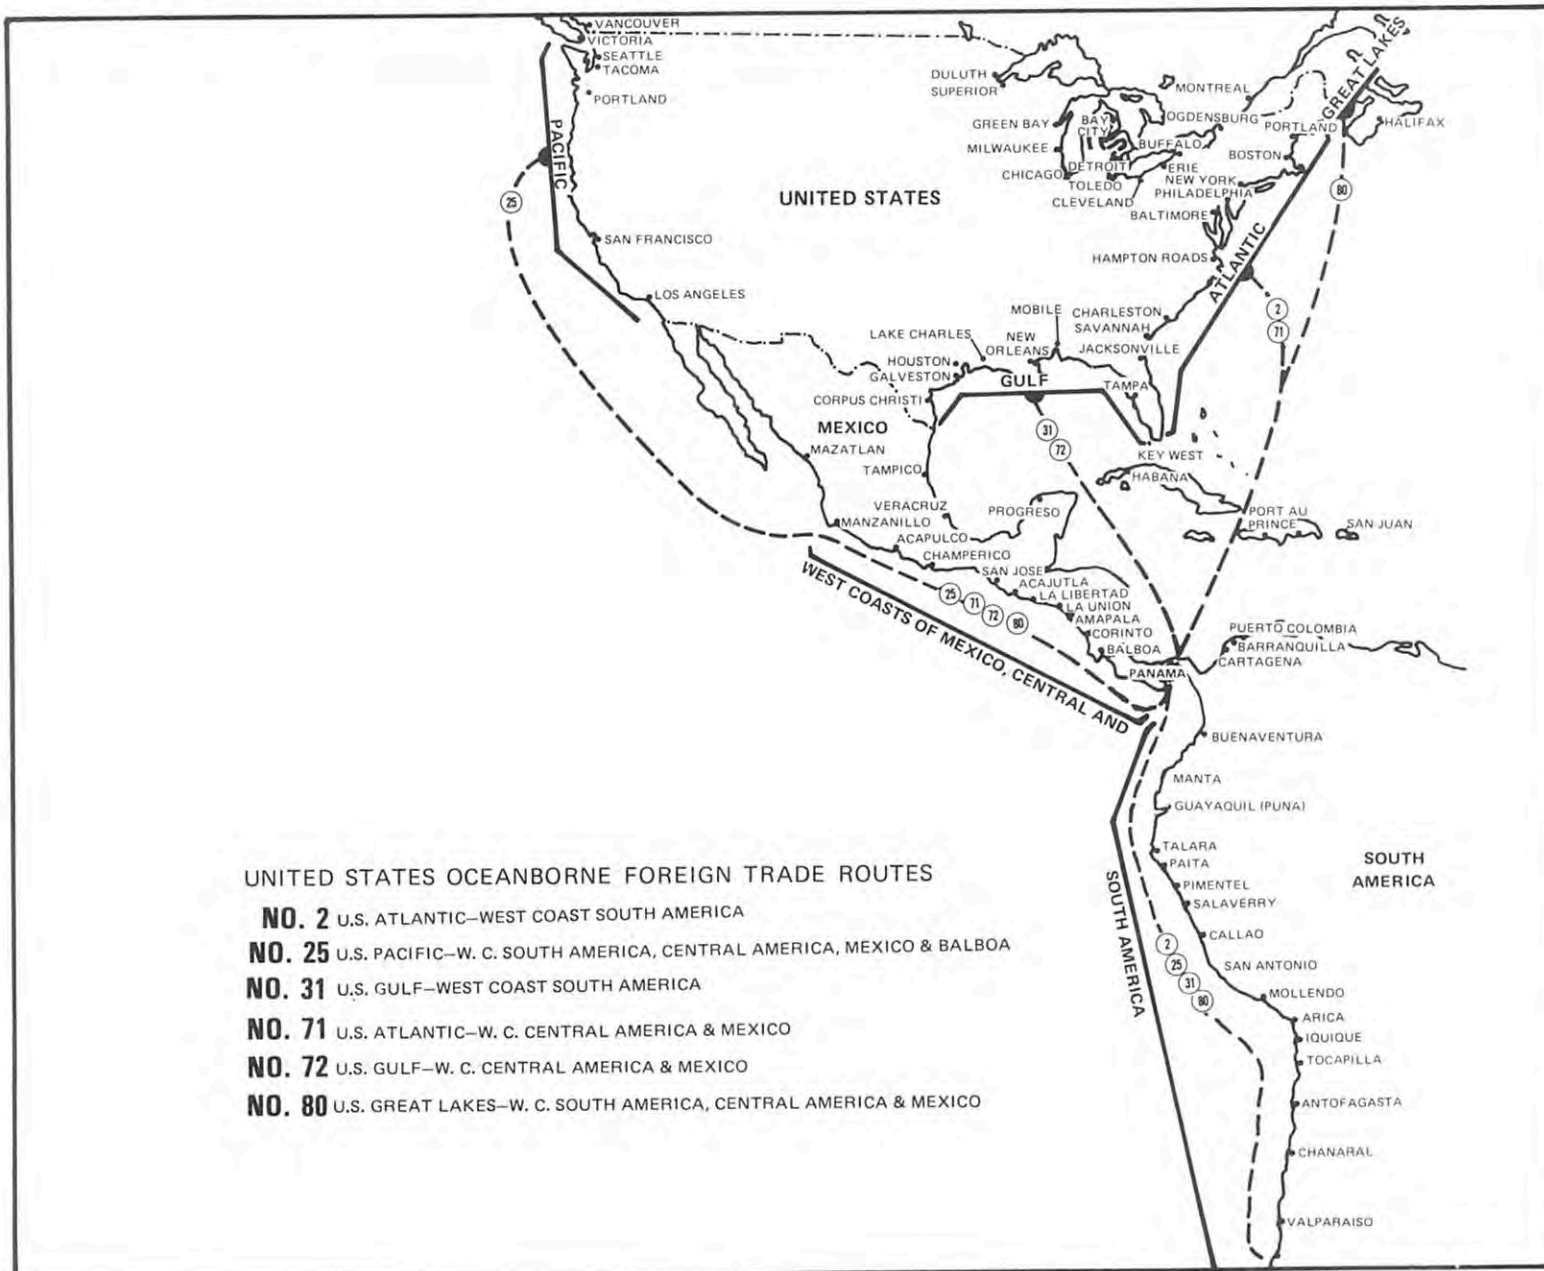 VANCOUVER
VICTORIA
SEATTLE
TACOMA
PORTLAND
PACIFIC
25
SAN FRANCISCO
LOS ANGELES
UNITED STATES
DULUTH
SUPERIOR
GREEN BAY
MILWAUKEE
CHICAGO
BAY
CITY
DETROIT
TOLEDO
CLEVELAND
MONTREAL
OGDENSBURG
BUFFALO
ERIE
PORTLAND
BOSTON
NEW YORK
PHILADELPHIA
BALTIMORE
HAMPTON ROADS
GREAT LAKES
HALIFAX
80
ATLANTIC
2
71
MOBILE
CHARLESTON
SAVANNAH
JACKSONVILLE
LAKE CHARLES
NEW
ORLEANS
HOUSTON
GALVESTON
CORPUS CHRISTI
GULF
TAMPA
31
72
KEY WEST
HABANA
MEXICO
MAZATLAN
TAMPICO
VERACRUZ
PROGRESO
MANZANILLO
ACAPULCO
CHAMPERICO
SAN JOSE
ACAJUTLA
LA LIBERTAD
LA UNION
AMAPALA
CORINTO
BALBOA
PANAMA
PORT AU
PRINCE
SAN JUAN
25
71
72
80
WEST COASTS OF MEXICO, CENTRAL AND
SOUTH AMERICA
PUERTO COLOMBIA
BARRANQUILLA
CARTAGENA
BUENAVENTURA
MANTA
GUAYAQUIL (PUNA)
TALARA
PAITA
PIMENTEL
SALAVERRY
CALLAO
SAN ANTONIO
MOLLENDO
ARICA
IQUIQUE
TOCAPILLA
ANTOFAGASTA
CHANARAL
VALPARAISO
SOUTH
AMERICA
2
25
31
80
UNITED STATES OCEANBORNE FOREIGN TRADE ROUTES
NO. 2 U.S. ATLANTIC–WEST COAST SOUTH AMERICA
NO. 25 U.S. PACIFIC–W. C. SOUTH AMERICA, CENTRAL AMERICA, MEXICO & BALBOA
NO. 31 U.S. GULF–WEST COAST SOUTH AMERICA
NO. 71 U.S. ATLANTIC–W. C. CENTRAL AMERICA & MEXICO
NO. 72 U.S. GULF–W. C. CENTRAL AMERICA & MEXICO
NO. 80 U.S. GREAT LAKES–W. C. SOUTH AMERICA, CENTRAL AMERICA & MEXICO